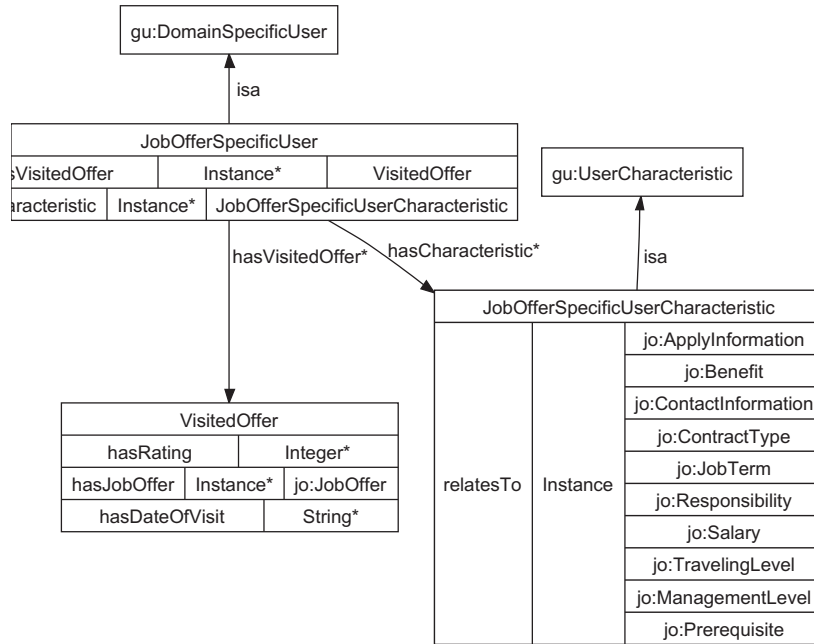 gu:DomainSpecificUser
isa
JobOfferSpecificUser
sVisitedOffer Instance* VisitedOffer
aracteristic Instance* JobOfferSpecificUserCharacteristic
gu:UserCharacteristic
isa
hasVisitedOffer*
hasCharacteristic*
JobOfferSpecificUserCharacteristic
relatesTo Instance
jo:ApplyInformation
jo:Benefit
jo:ContactInformation
jo:ContractType
jo:JobTerm
jo:Responsibility
jo:Salary
jo:TravelingLevel
jo:ManagementLevel
jo:Prerequisite
VisitedOffer
hasRating Integer*
hasJobOffer Instance* jo:JobOffer
hasDateOfVisit String*